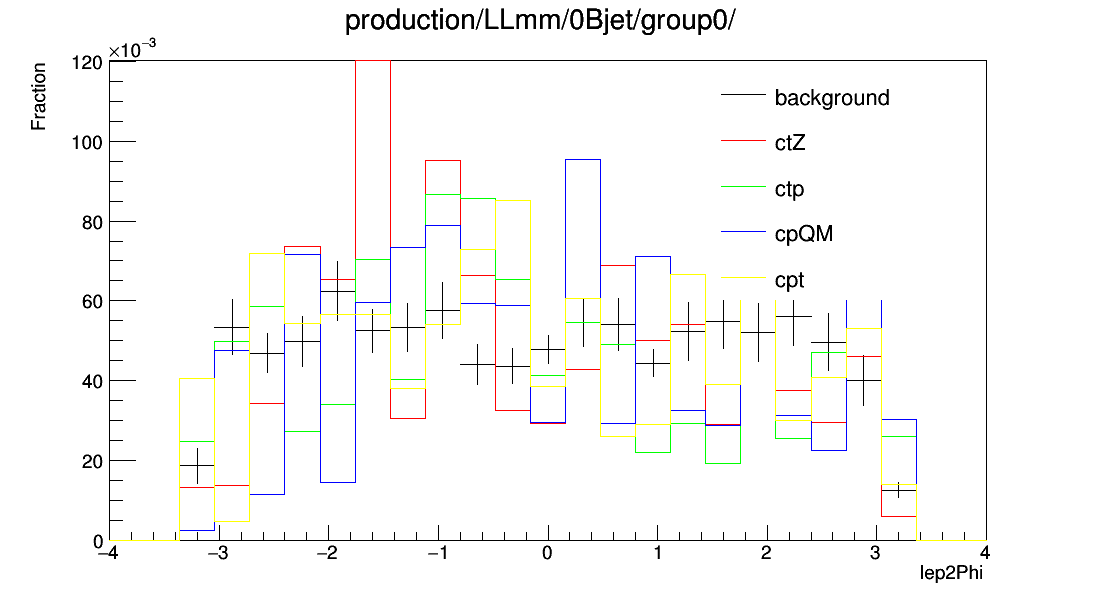 production/LLmm/0Bjet/group0/
×10⁻³
Fraction
120
100
80
60
40
20
0
background
ctZ
ctp
cpQM
cpt
−4 −3 −2 −1 0 1 2 3 4
lep2Phi